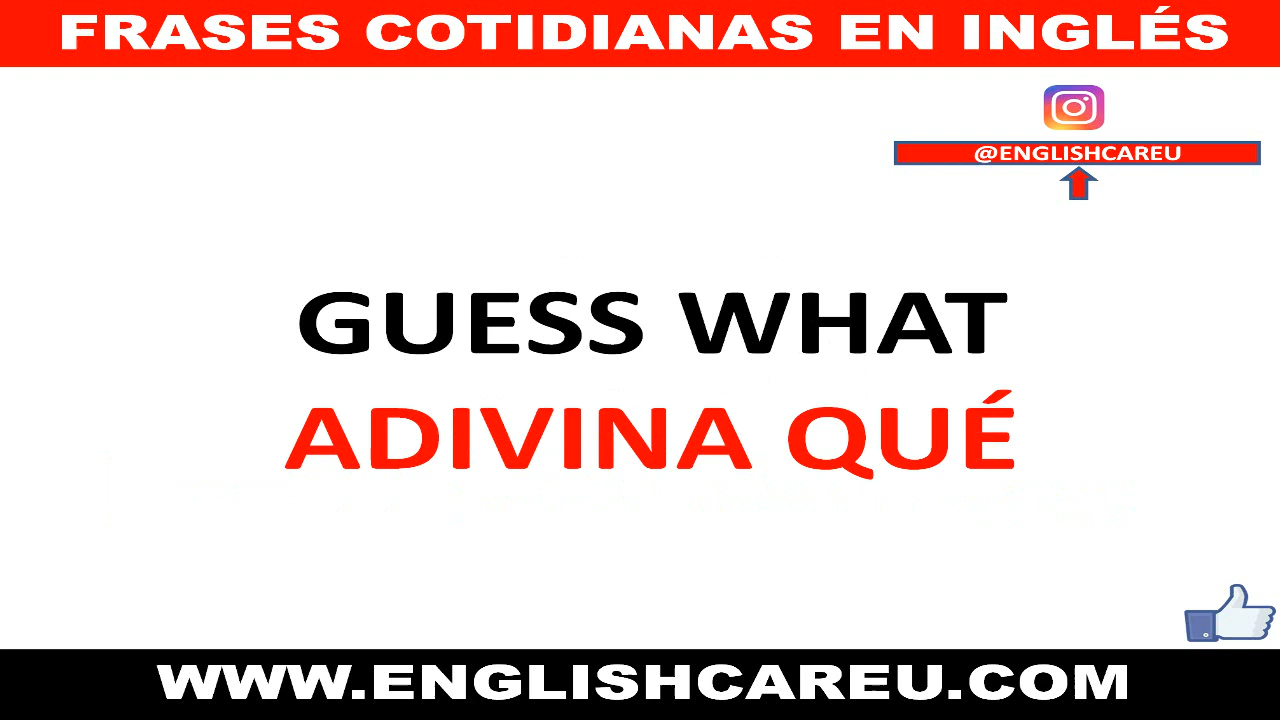 FRASES COTIDIANAS EN INGLÉS
@ENGLISHCAREU
GUESS WHAT
ADIVINA QUÉ
WWW.ENGLISHCAREU.COM